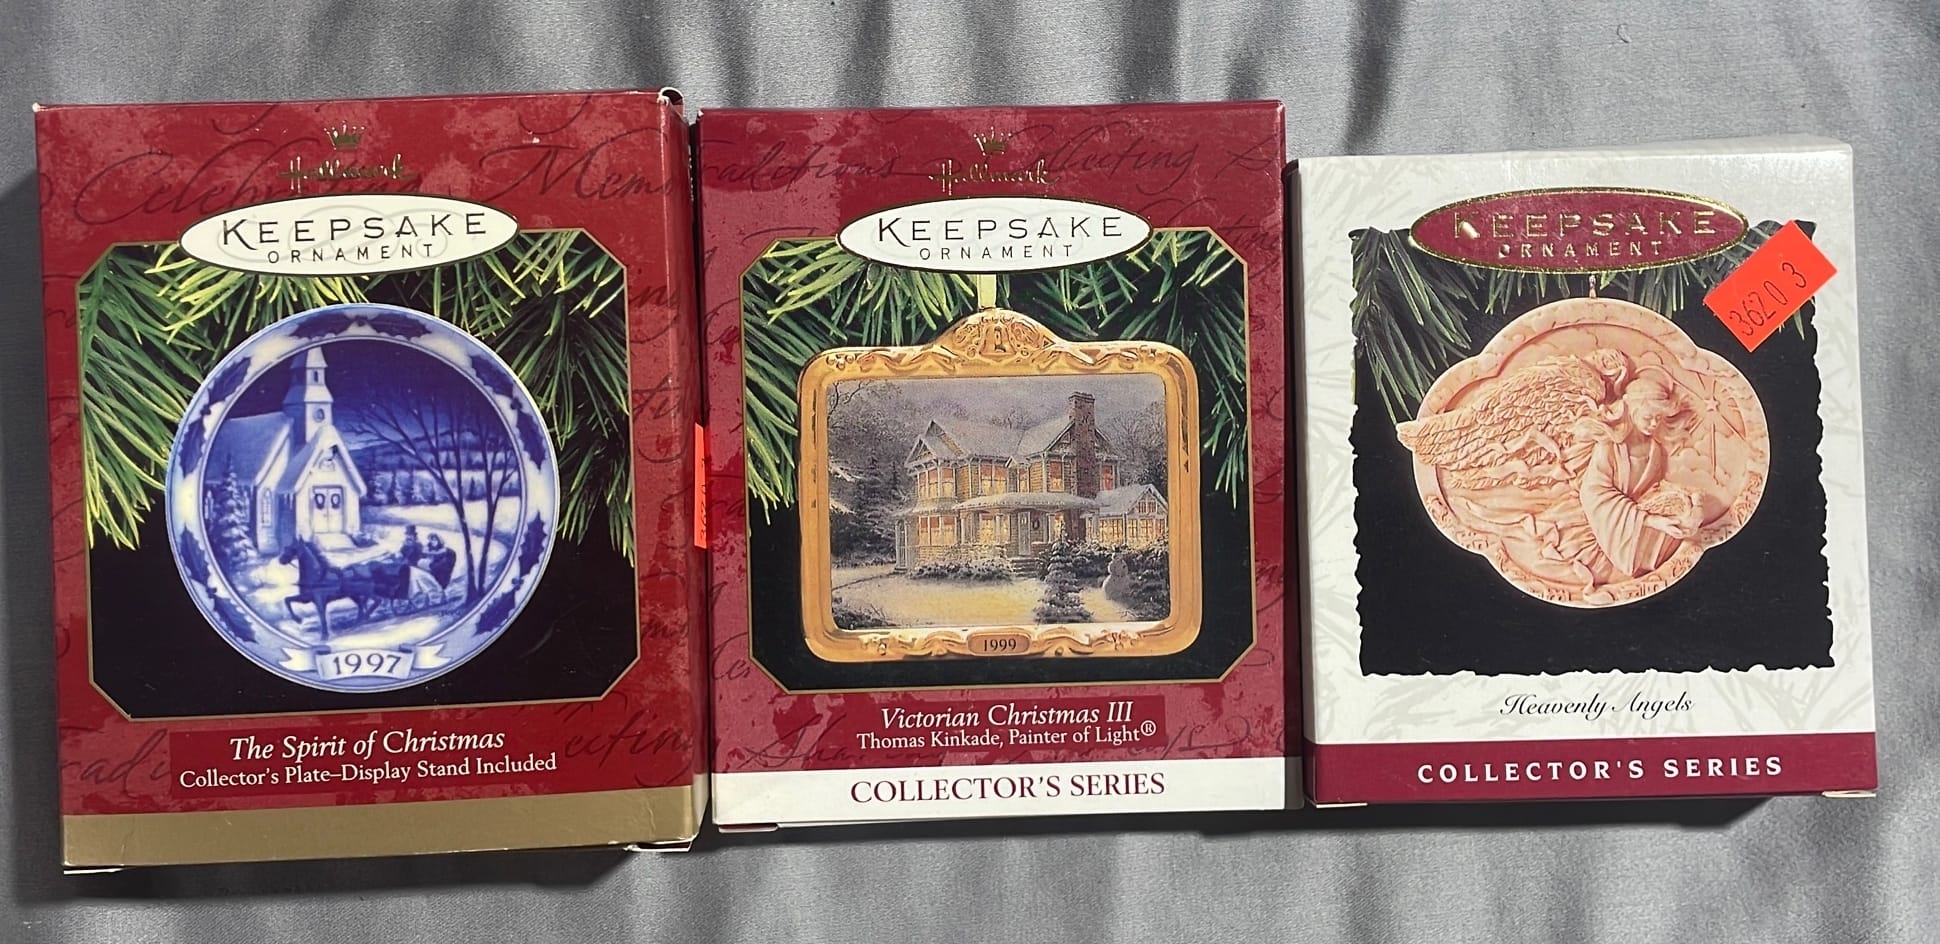 Hallmark
KEEPSAKE
ORNAMENT
1997
The Spirit of Christmas
Collector's Plate–Display Stand Included
Hallmark
KEEPSAKE
ORNAMENT
1999
Victorian Christmas III
Thomas Kinkade, Painter of Light®
COLLECTOR'S SERIES
KEEPSAKE
ORNAMENT
3620 3
Heavenly Angels
COLLECTOR'S SERIES